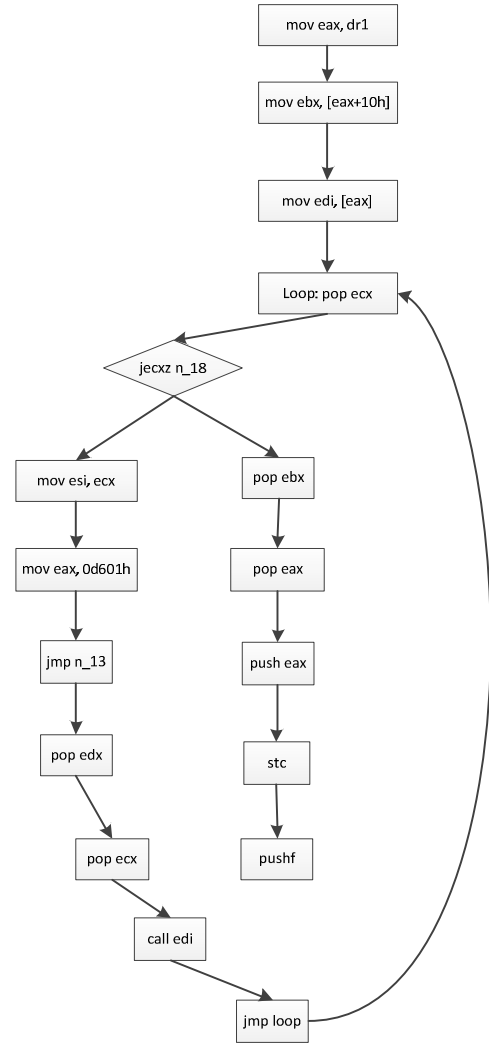 mov eax, dr1
mov ebx, [eax+10h]
mov edi, [eax]
Loop: pop ecx
jecxz n_18
mov esi, ecx
mov eax, 0d601h
jmp n_13
pop edx
pop ecx
call edi
jmp loop
pop ebx
pop eax
push eax
stc
pushf